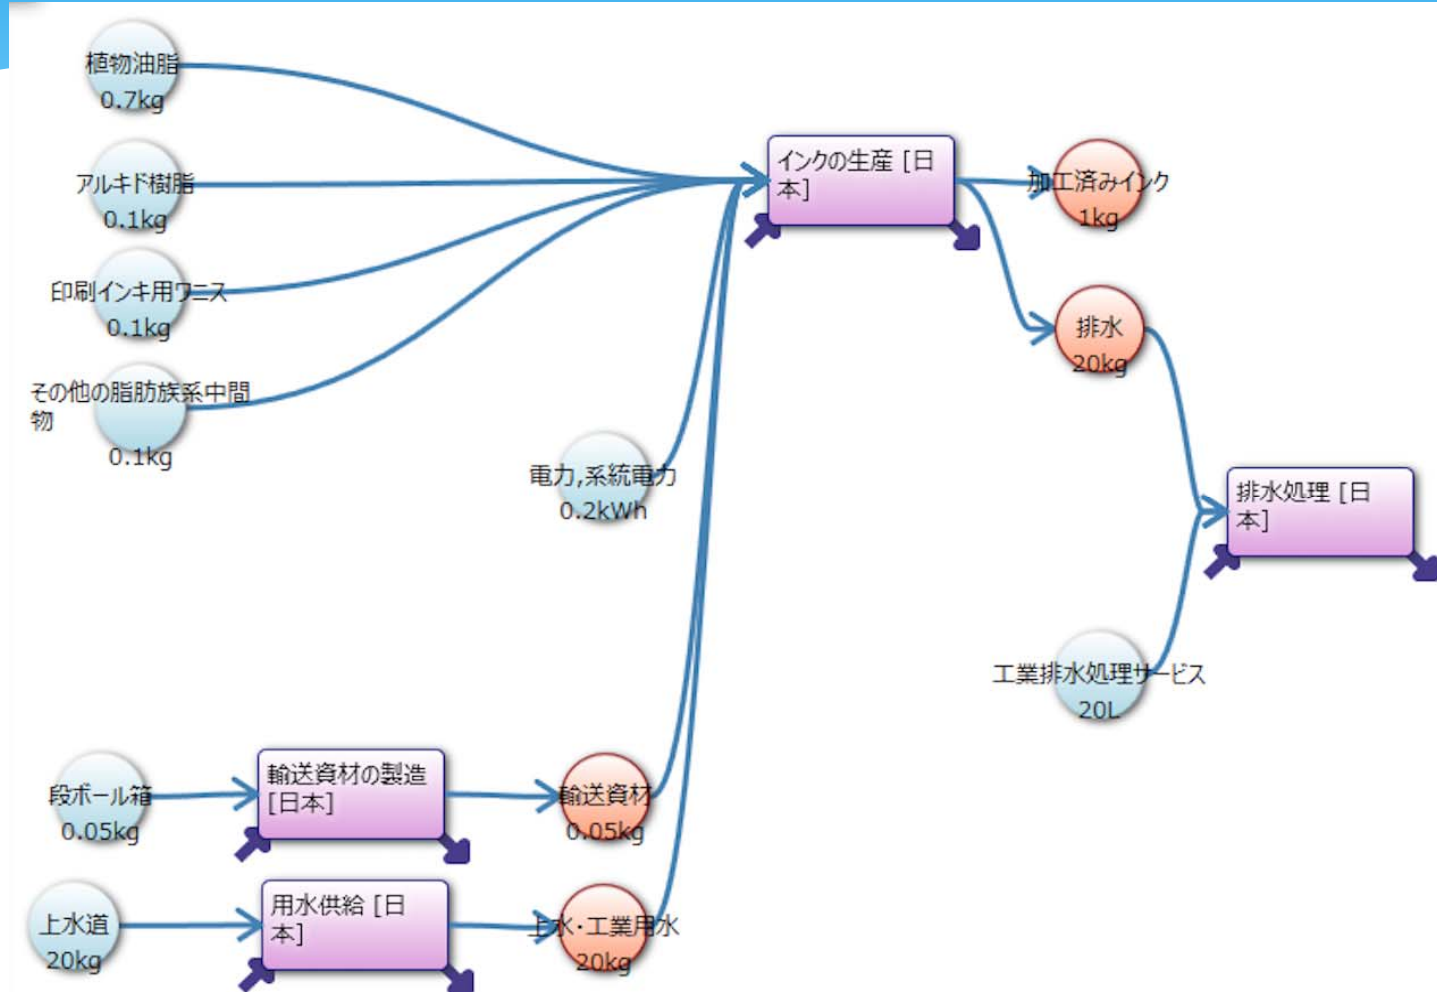 植物油脂
0.7kg
アルキド樹脂
0.1kg
印刷インキ用ワニス
0.1kg
その他の脂肪族系中間
物
0.1kg
電力,系統電力
0.2kWh
段ボール箱
0.05kg
輸送資材の製造
[日本]
輸送資材
0.05kg
上水道
20kg
用水供給 [日
本]
上水・工業用水
20kg
インクの生産 [日
本]
加工済みインク
1kg
排水
20kg
工業排水処理サービス
20L
排水処理 [日
本]